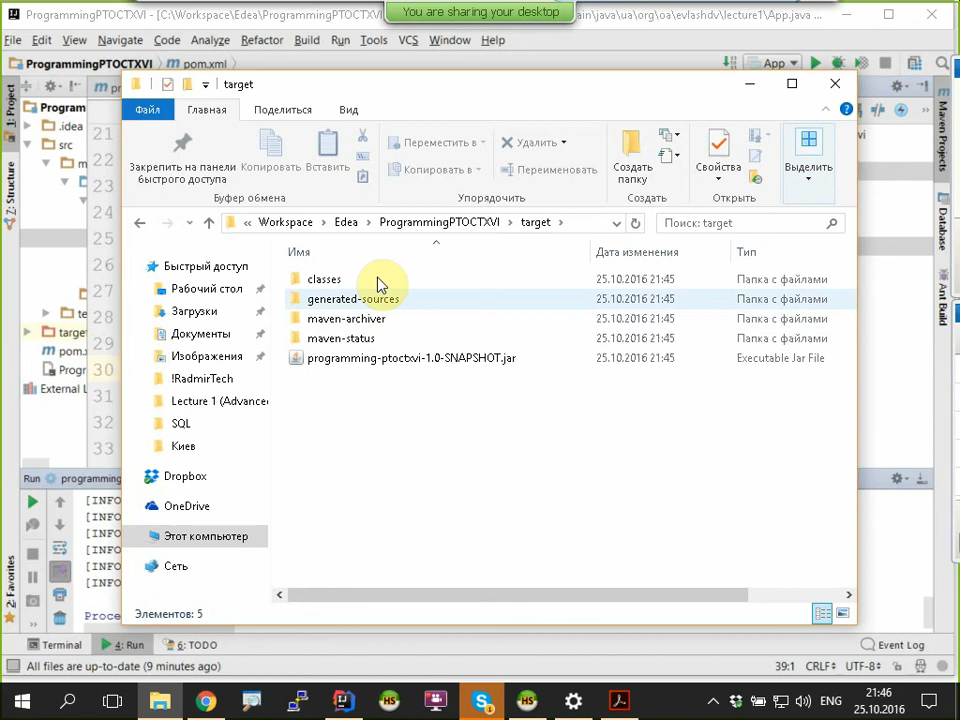 ProgrammingPTOCTXVI - [C:\Workspace\Edea\ProgrammingPTOCTXVI
You are sharing your desktop
ain\java\ua\org\oa\evlashdv\lecture1\App.java ...
File Edit View Navigate Code Analyze Refactor Build Run Tools VCS Window Help
ProgrammingPTOCTXVI
pom.xml
App
target
1: Project
Z: Structure
2: Favorites
Maven Projects
Database
Ant Build
Program
.idea
src
m
te
target
pom.
Progr
External L
21
22
23
24
25
26
27
28
29
30
31
32
33
Файл Главная Поделиться Вид
Закрепить на панели быстрого доступа
Копировать
Вставить
Переместить в
Копировать в
Удалить
Переименовать
Создать папку
Свойства
Выделить
Буфер обмена Упорядочить Создать Открыть
« Workspace › Edea › ProgrammingPTOCTXVI › target ›
Поиск: target
Имя Дата изменения Тип
classes 25.10.2016 21:45 Папка с файлами
generated-sources 25.10.2016 21:45 Папка с файлами
maven-archiver 25.10.2016 21:45 Папка с файлами
maven-status 25.10.2016 21:45 Папка с файлами
programming-ptoctxvi-1.0-SNAPSHOT.jar 25.10.2016 21:45 Executable Jar File
Быстрый доступ
Рабочий стол
Загрузки
Документы
Изображения
!RadmirTech
Lecture 1 (Advance
SQL
Киев
Dropbox
OneDrive
Этот компьютер
Сеть
Элементов: 5
Run programming
[INFO
[INFO
[INFO
[INFO
[INFO
[INFO
Proce
Terminal 4: Run 6: TODO Event Log
All files are up-to-date (9 minutes ago) 39:1 CRLF UTF-8
ENG
21:46
25.10.2016